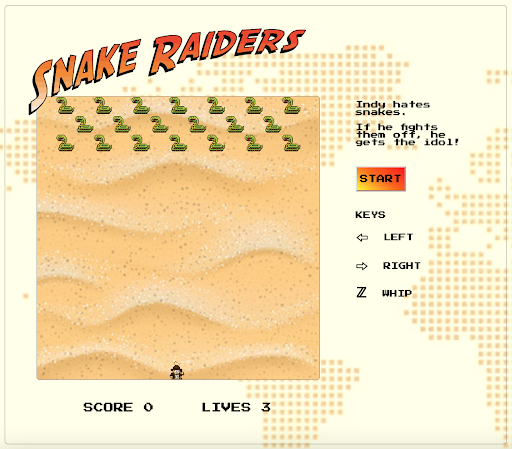 SNAKE RAIDERS
Indy hates
snakes.
If he fights
them off, he
gets the idol!
START
KEYS
LEFT
RIGHT
Z WHIP
SCORE 0 LIVES 3